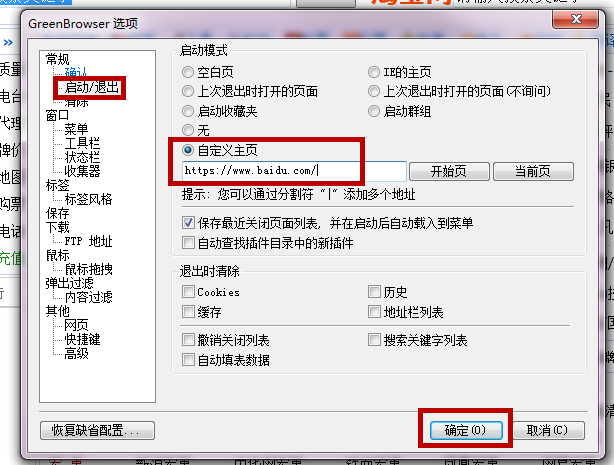 GreenBrowser 选项
常规
确认
启动/退出
清除
窗口
菜单
工具栏
状态栏
收集器
标签
标签风格
保存
下载
FTP 地址
鼠标
鼠标拖拽
弹出过滤
内容过滤
其他
网页
快捷键
高级
启动模式
空白页
IE的主页
上次退出时打开的页面
上次退出时打开的页面(不询问)
启动收藏夹
启动群组
无
自定义主页
https://www.baidu.com/
开始页
当前页
提示: 您可以通过分割符 "|" 添加多个地址
保存最近关闭页面列表, 并在启动后自动载入到菜单
自动查找插件目录中的新插件
退出时清除
Cookies
历史
缓存
地址栏列表
撤销关闭列表
搜索关键字列表
自动填表数据
恢复缺省配置...
确定(O)
取消(C)